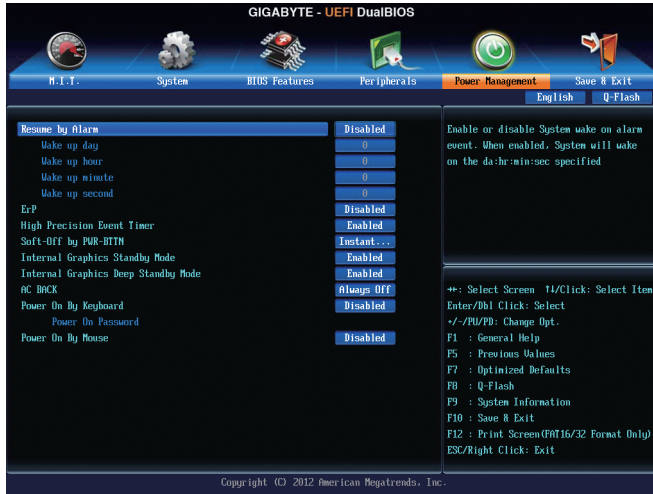 GIGABYTE - UEFI DualBIOS
M.I.T. System BIOS Features Peripherals Power Management Save & Exit
English Q-Flash
Resume by Alarm Disabled
Wake up day 0
Wake up hour 0
Wake up minute 0
Wake up second 0
ErP Disabled
High Precision Event Timer Enabled
Soft-Off by PWR-BTTN Instant...
Internal Graphics Standby Mode Enabled
Internal Graphics Deep Standby Mode Enabled
AC BACK Always Off
Power On By Keyboard Disabled
Power On Password
Power On By Mouse Disabled
Enable or disable System wake on alarm
event. When enabled, System will wake
on the da:hr:min:sec specified
→←: Select Screen ↑↓/Click: Select Item
Enter/Dbl Click: Select
+/-/PU/PD: Change Opt.
F1 : General Help
F5 : Previous Values
F7 : Optimized Defaults
F8 : Q-Flash
F9 : System Information
F10 : Save & Exit
F12 : Print Screen(FAT16/32 Format Only)
ESC/Right Click: Exit
Copyright (C) 2012 American Megatrends, Inc.